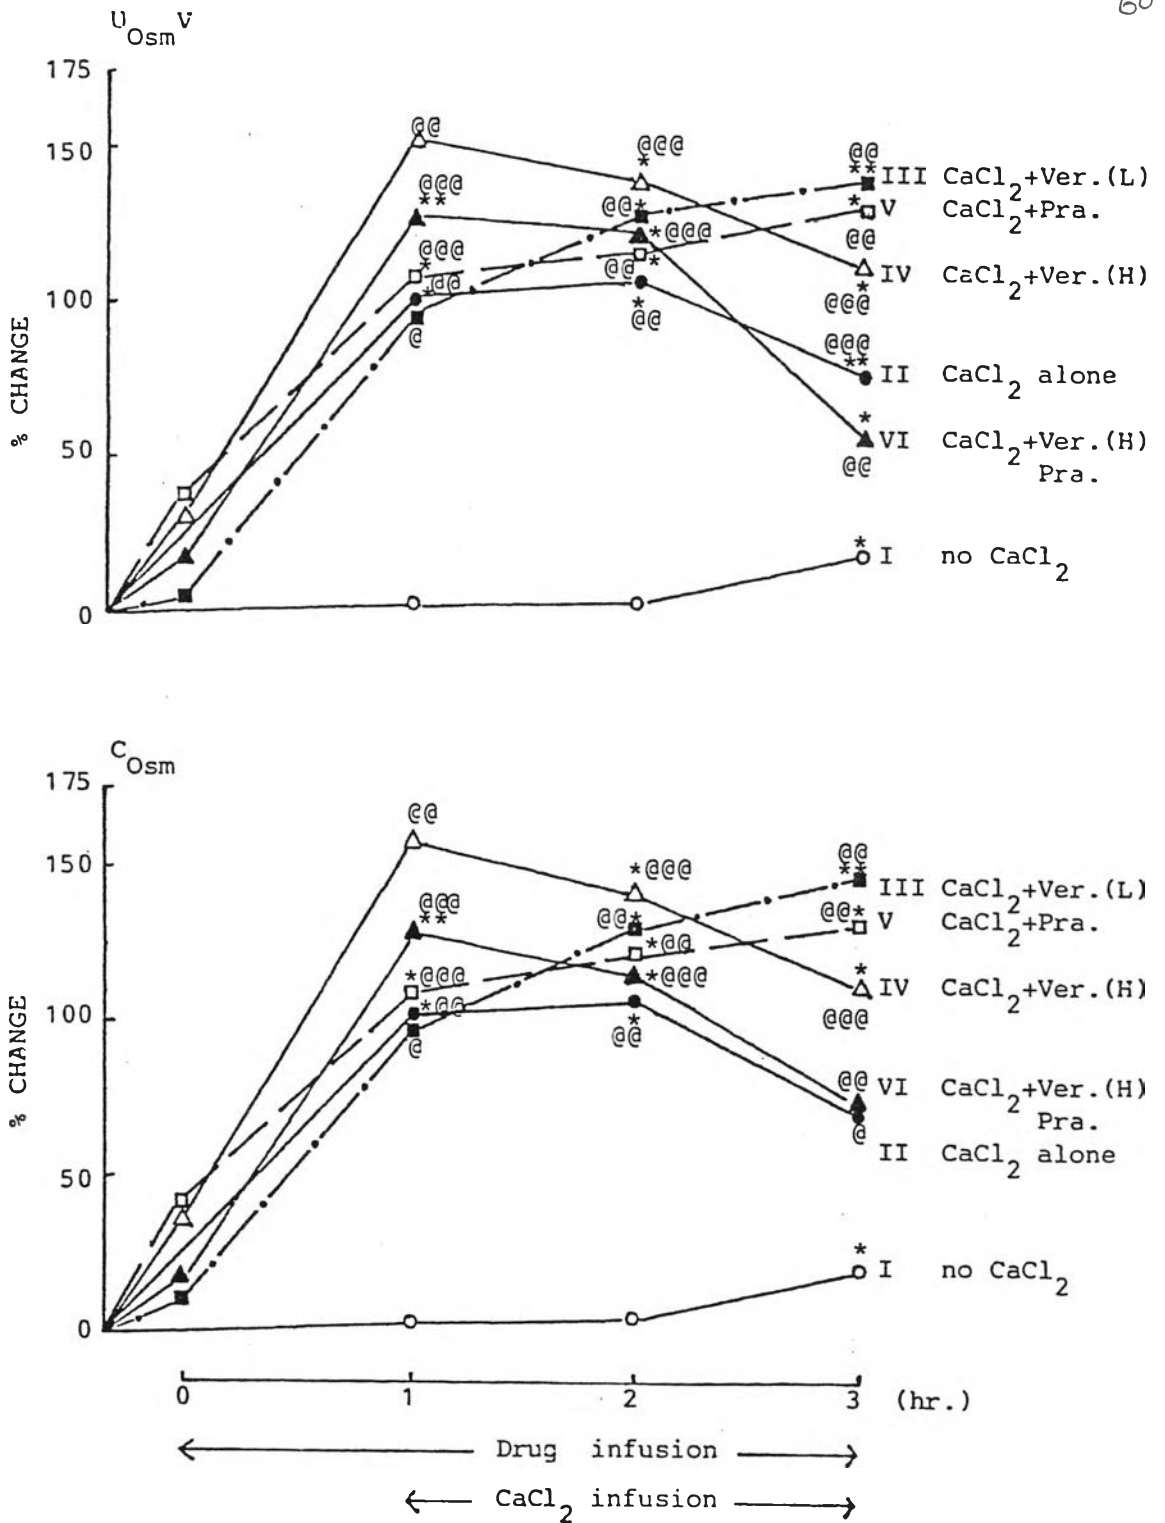 60
U Osm V
175
@@
@@@
*
@@
**
150
III CaCl2+Ver.(L)
@@@
**
@@*
*
V CaCl2+Pra.
*@@@
@@@
*
@@
@@
*
IV CaCl2+Ver.(H)
*
*@@
100
@@@
*
@@
@
@@@
**
% CHANGE
II CaCl2 alone
*
50
VI CaCl2+Ver.(H)
@@
Pra.
*
I no CaCl2
0
C Osm
175
@@
150
*@@@
@@
**
III CaCl2+Ver.(L)
@@@
**
@@*
@@*
V CaCl2+Pra.
*@@
*@@@
*@@@
*
IV CaCl2+Ver.(H)
100
*@@
*
@@@
@
@@
% CHANGE
@@
VI CaCl2+Ver.(H)
Pra.
@
II CaCl2 alone
50
*
I no CaCl2
0
0 1 2 3 (hr.)
Drug infusion
CaCl2 infusion